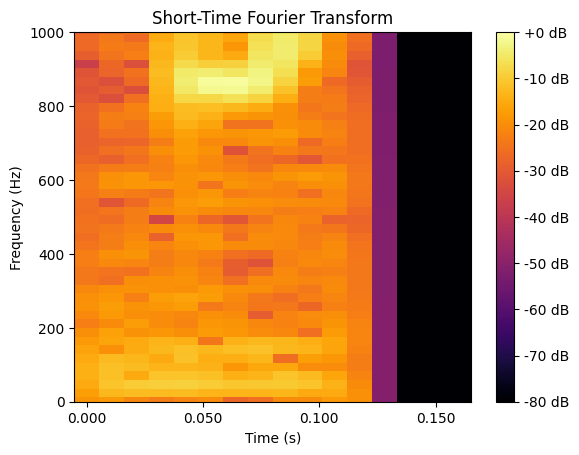 Short-Time Fourier Transform
1000
800
600
400
200
0
Frequency (Hz)
0.000
0.050
0.100
0.150
Time (s)
+0 dB
-10 dB
-20 dB
-30 dB
-40 dB
-50 dB
-60 dB
-70 dB
-80 dB